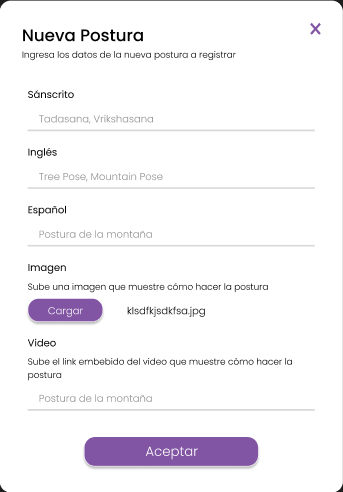 Nueva Postura
Ingresa los datos de la nueva postura a registrar
Sánscrito
Tadasana, Vrikshasana
Inglés
Tree Pose, Mountain Pose
Español
Postura de la montaña
Imagen
Sube una imagen que muestre cómo hacer la postura
Cargar klsdfkjsdkfsa.jpg
Video
Sube el link embebido del video que muestre cómo hacer la
postura
Postura de la montaña
Aceptar